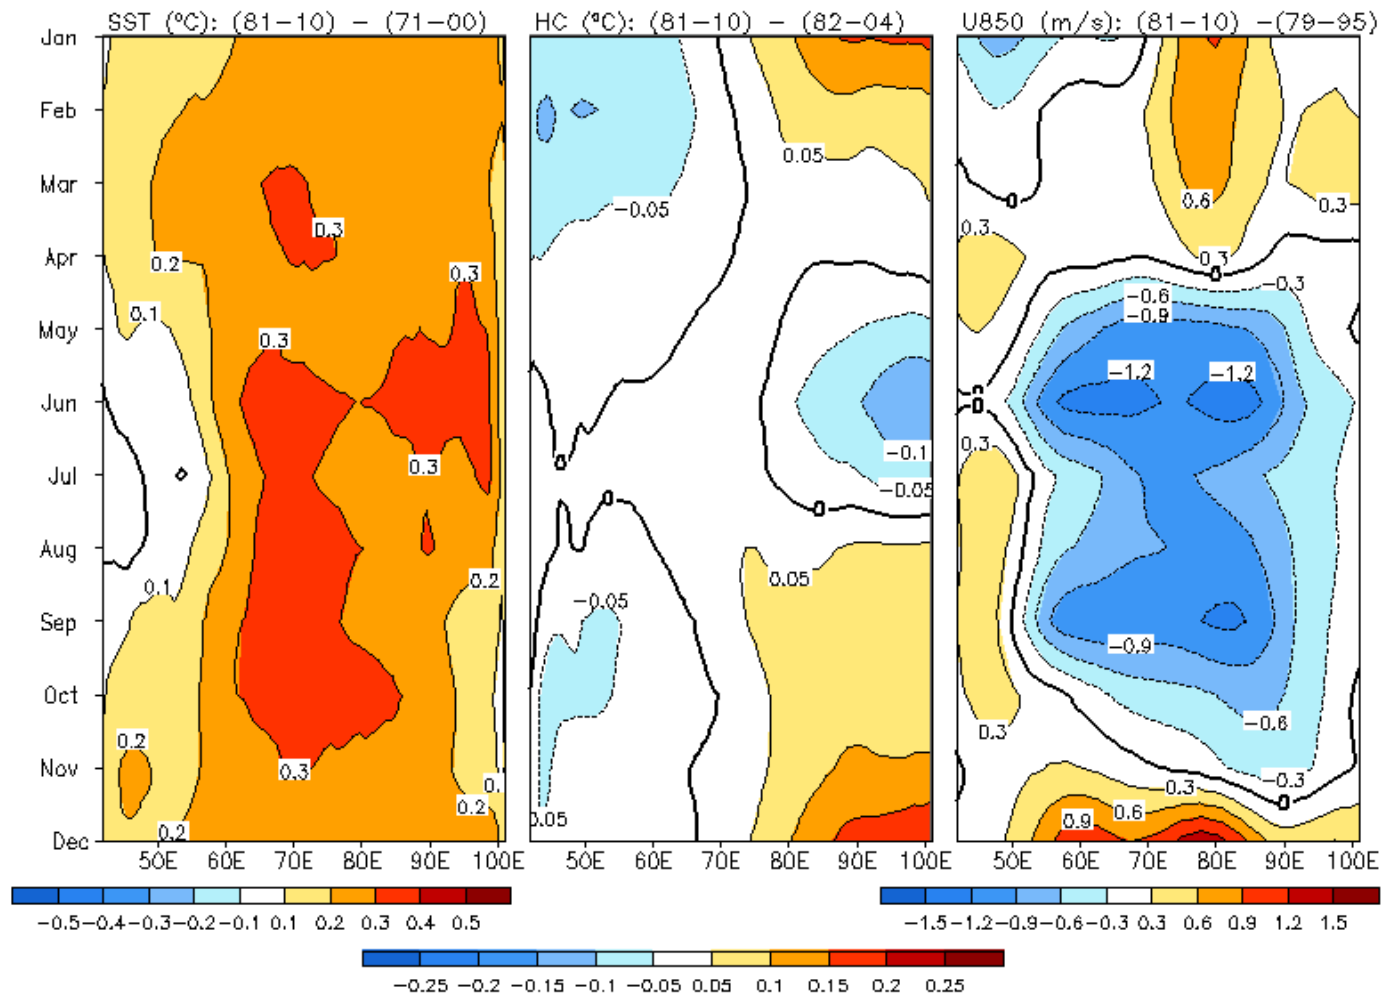 SST (ºC): (81−10) − (71−00)
HC (ºC): (81−10) − (82−04)
U850 (m/s): (81−10) −(79−95)
Jan
Feb
Mar
Apr
May
Jun
Jul
Aug
Sep
Oct
Nov
Dec
0.3
0.2
0.1
0.3
0.3
0.3
0.1
0.2
0.2
0.3
0.
0.2
0.2
50E 60E 70E 80E 90E 100E
0.05
−0.05
−0.1
−0.05
0
0
0
0.05
−0.05
0.05
50E 60E 70E 80E 90E 100E
0.6
0
0.3
0.3
0.3
0
−0.3
−0.6
−0.9
−1.2
−1.2
0
0
0.3
−0.9
−0.6
0.3
−0.3
0.3
0
0.6
0.9
50E 60E 70E 80E 90E 100E
−0.5 −0.4 −0.3 −0.2 −0.1 0.1 0.2 0.3 0.4 0.5
−1.5 −1.2 −0.9 −0.6 −0.3 0.3 0.6 0.9 1.2 1.5
−0.25 −0.2 −0.15 −0.1 −0.05 0.05 0.1 0.15 0.2 0.25